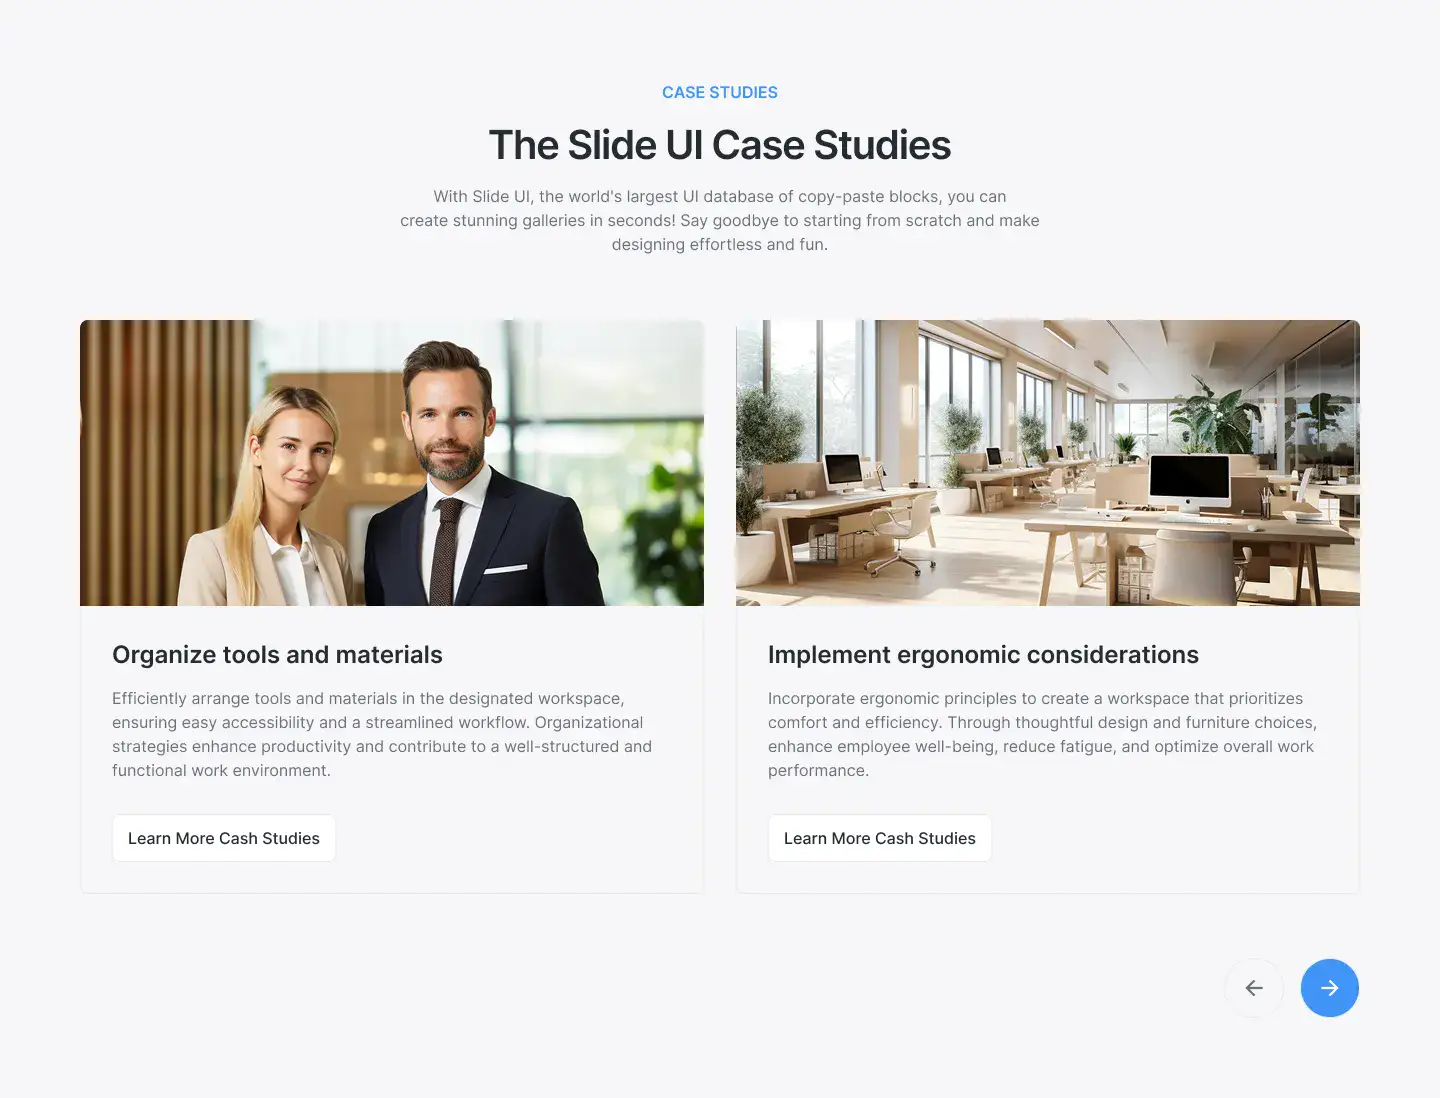 CASE STUDIES
The Slide UI Case Studies
With Slide UI, the world's largest UI database of copy-paste blocks, you can
create stunning galleries in seconds! Say goodbye to starting from scratch and make
designing effortless and fun.
Organize tools and materials
Efficiently arrange tools and materials in the designated workspace,
ensuring easy accessibility and a streamlined workflow. Organizational
strategies enhance productivity and contribute to a well-structured and
functional work environment.
Learn More Cash Studies
Implement ergonomic considerations
Incorporate ergonomic principles to create a workspace that prioritizes
comfort and efficiency. Through thoughtful design and furniture choices,
enhance employee well-being, reduce fatigue, and optimize overall work
performance.
Learn More Cash Studies